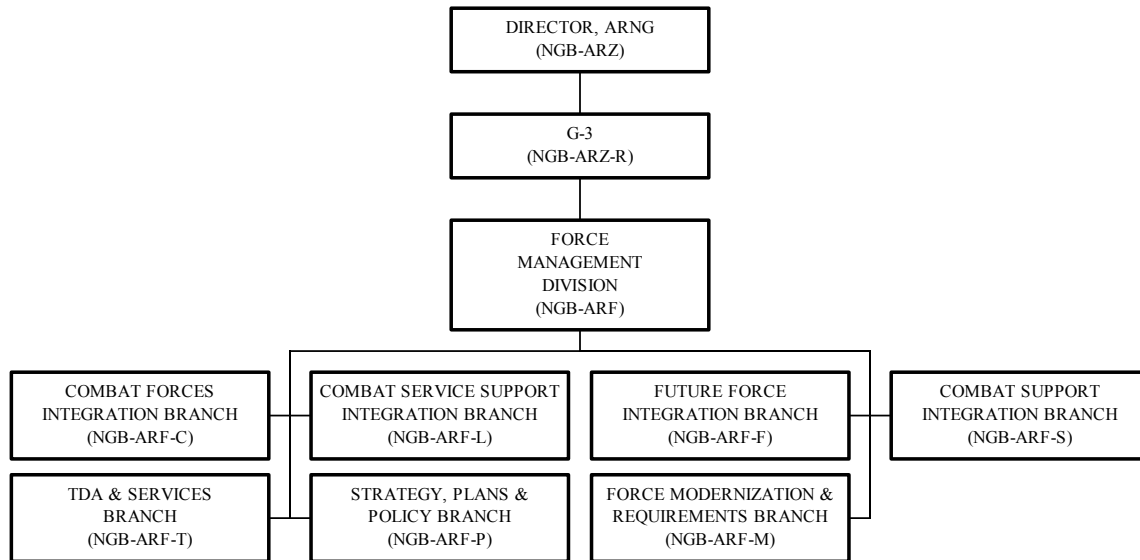 DIRECTOR, ARNG
(NGB-ARZ)
G-3
(NGB-ARZ-R)
FORCE
MANAGEMENT
DIVISION
(NGB-ARF)
COMBAT FORCES
INTEGRATION BRANCH
(NGB-ARF-C)
COMBAT SERVICE SUPPORT
INTEGRATION BRANCH
(NGB-ARF-L)
FUTURE FORCE
INTEGRATION BRANCH
(NGB-ARF-F)
COMBAT SUPPORT
INTEGRATION BRANCH
(NGB-ARF-S)
TDA & SERVICES
BRANCH
(NGB-ARF-T)
STRATEGY, PLANS &
POLICY BRANCH
(NGB-ARF-P)
FORCE MODERNIZATION &
REQUIREMENTS BRANCH
(NGB-ARF-M)